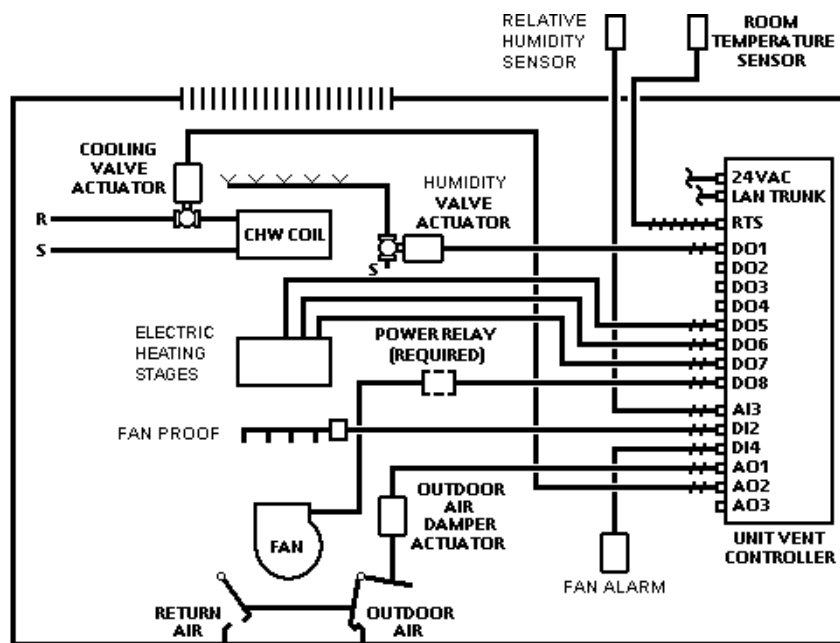 RELATIVE
HUMIDITY
SENSOR
ROOM
TEMPERATURE
SENSOR
COOLING
VALVE
ACTUATOR
HUMIDITY
VALVE
ACTUATOR
R
S
CHW COIL
S
24VAC
LAN TRUNK
RTS
DO1
DO2
DO3
DO4
DO5
DO6
DO7
DO8
AI3
DI2
DI4
AO1
AO2
AO3
UNIT VENT
CONTROLLER
ELECTRIC
HEATING
STAGES
POWER RELAY
(REQUIRED)
FAN PROOF
FAN
OUTDOOR
AIR
DAMPER
ACTUATOR
FAN ALARM
RETURN
AIR
OUTDOOR
AIR